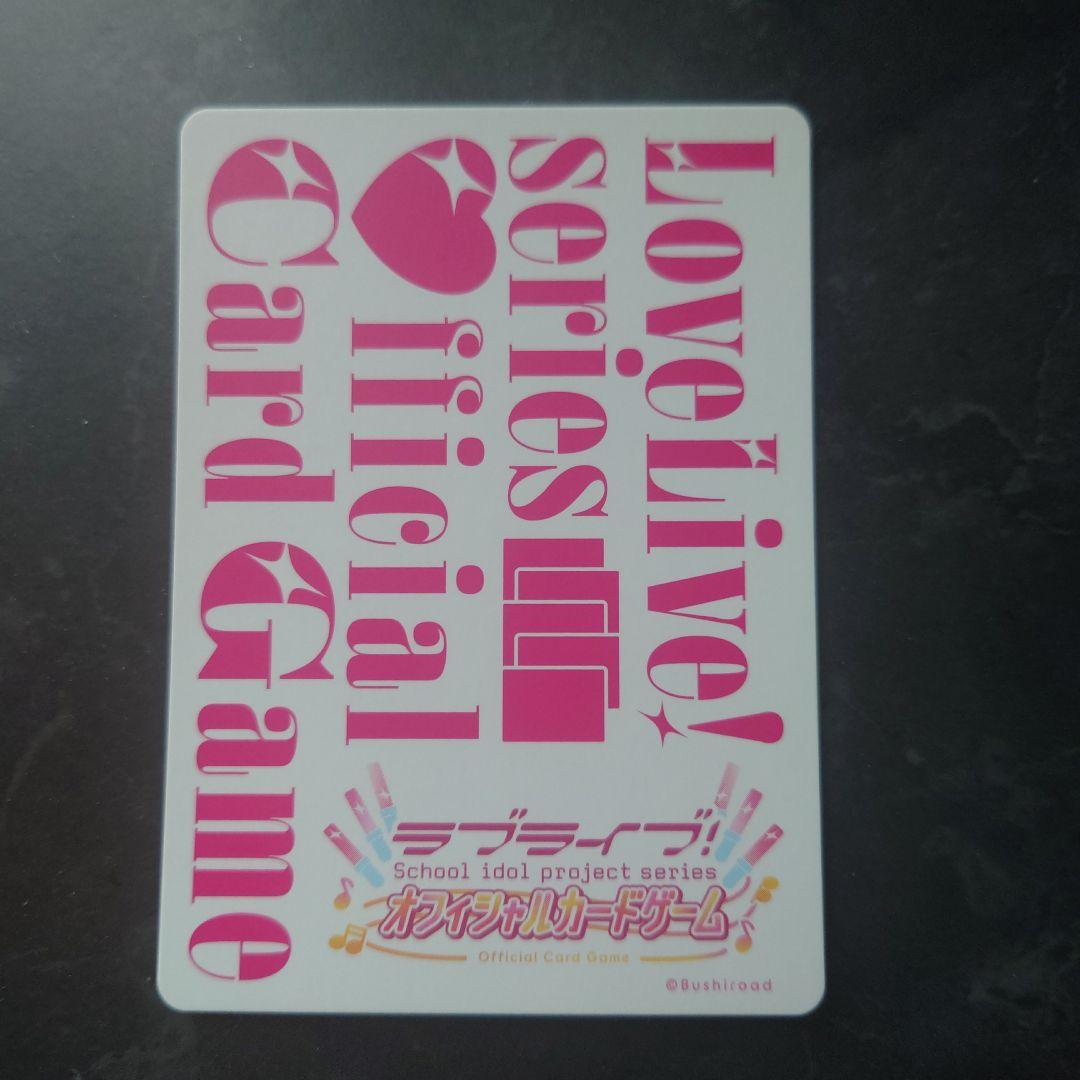 LoveLive!
series
Official
Card Game
ラブライブ!
School idol project series
オフィシャルカードゲーム
Official Card Game
©Bushiroad